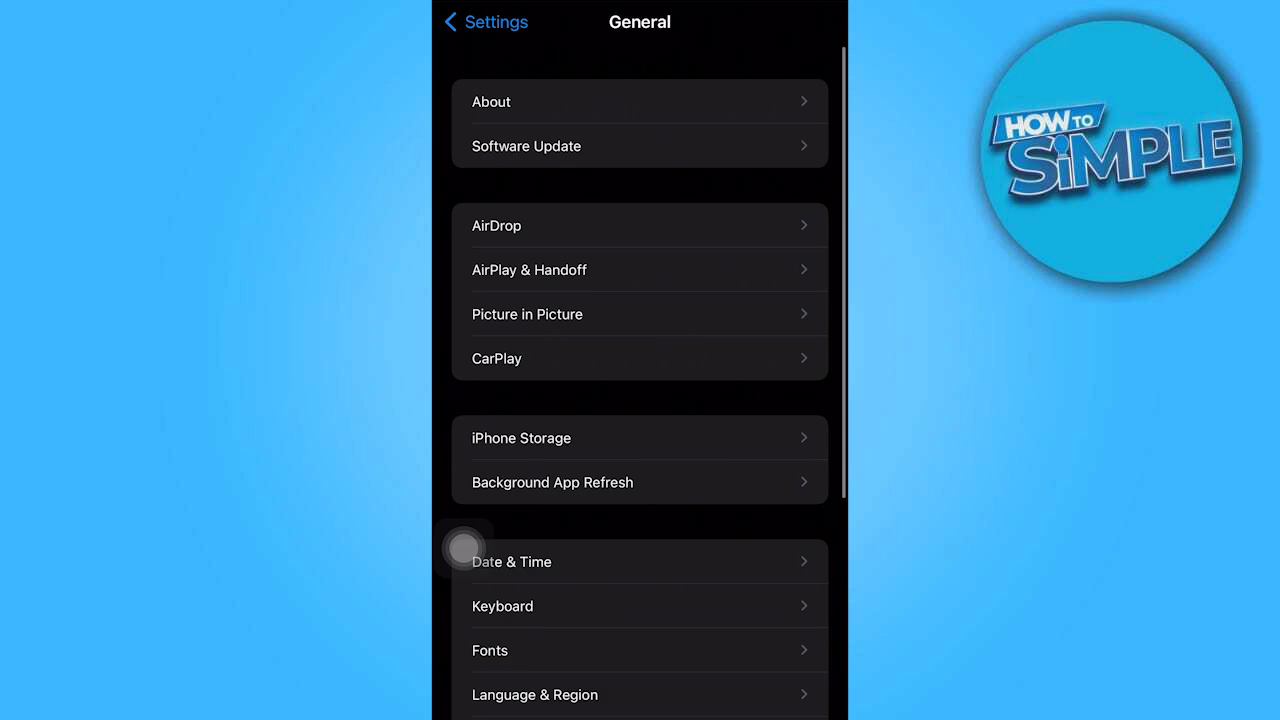 Settings
General
About
Software Update
AirDrop
AirPlay & Handoff
Picture in Picture
CarPlay
iPhone Storage
Background App Refresh
Date & Time
Keyboard
Fonts
Language & Region
HOW TO
SiMPLE